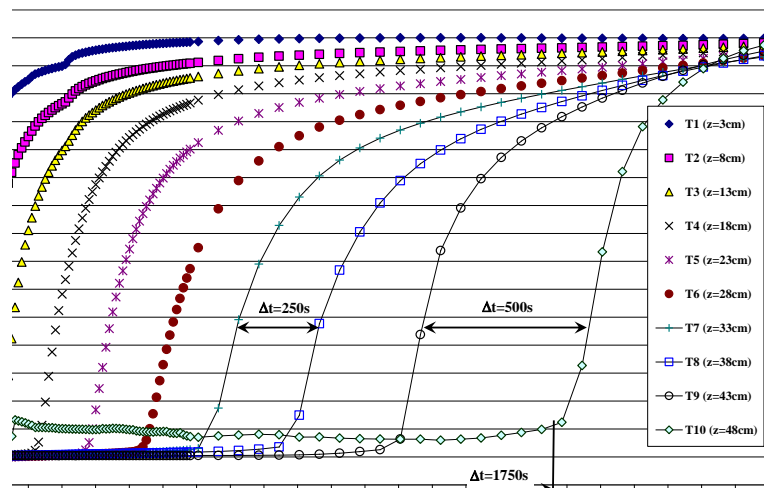 T1 (z=3cm)
T2 (z=8cm)
T3 (z=13cm)
T4 (z=18cm)
T5 (z=23cm)
T6 (z=28cm)
Δt=250s
Δt=500s
T7 (z=33cm)
T8 (z=38cm)
T9 (z=43cm)
T10 (z=48cm)
Δt=1750s